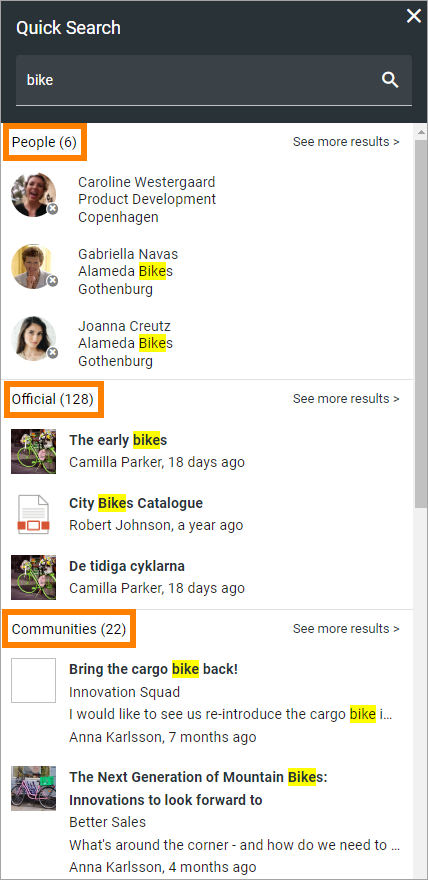 Quick Search
bike
People (6)
See more results >
Caroline Westergaard
Product Development
Copenhagen
Gabriella Navas
Alameda Bikes
Gothenburg
Joanna Creutz
Alameda Bikes
Gothenburg
Official (128)
See more results >
The early bikes
Camilla Parker, 18 days ago
City Bikes Catalogue
Robert Johnson, a year ago
De tidiga cyklarna
Camilla Parker, 18 days ago
Communities (22)
See more results >
Bring the cargo bike back!
Innovation Squad
I would like to see us re-introduce the cargo bike i...
Anna Karlsson, 7 months ago
The Next Generation of Mountain Bikes:
Innovations to look forward to
Better Sales
What's around the corner - and how do we need to ...
Anna Karlsson, 4 months ago